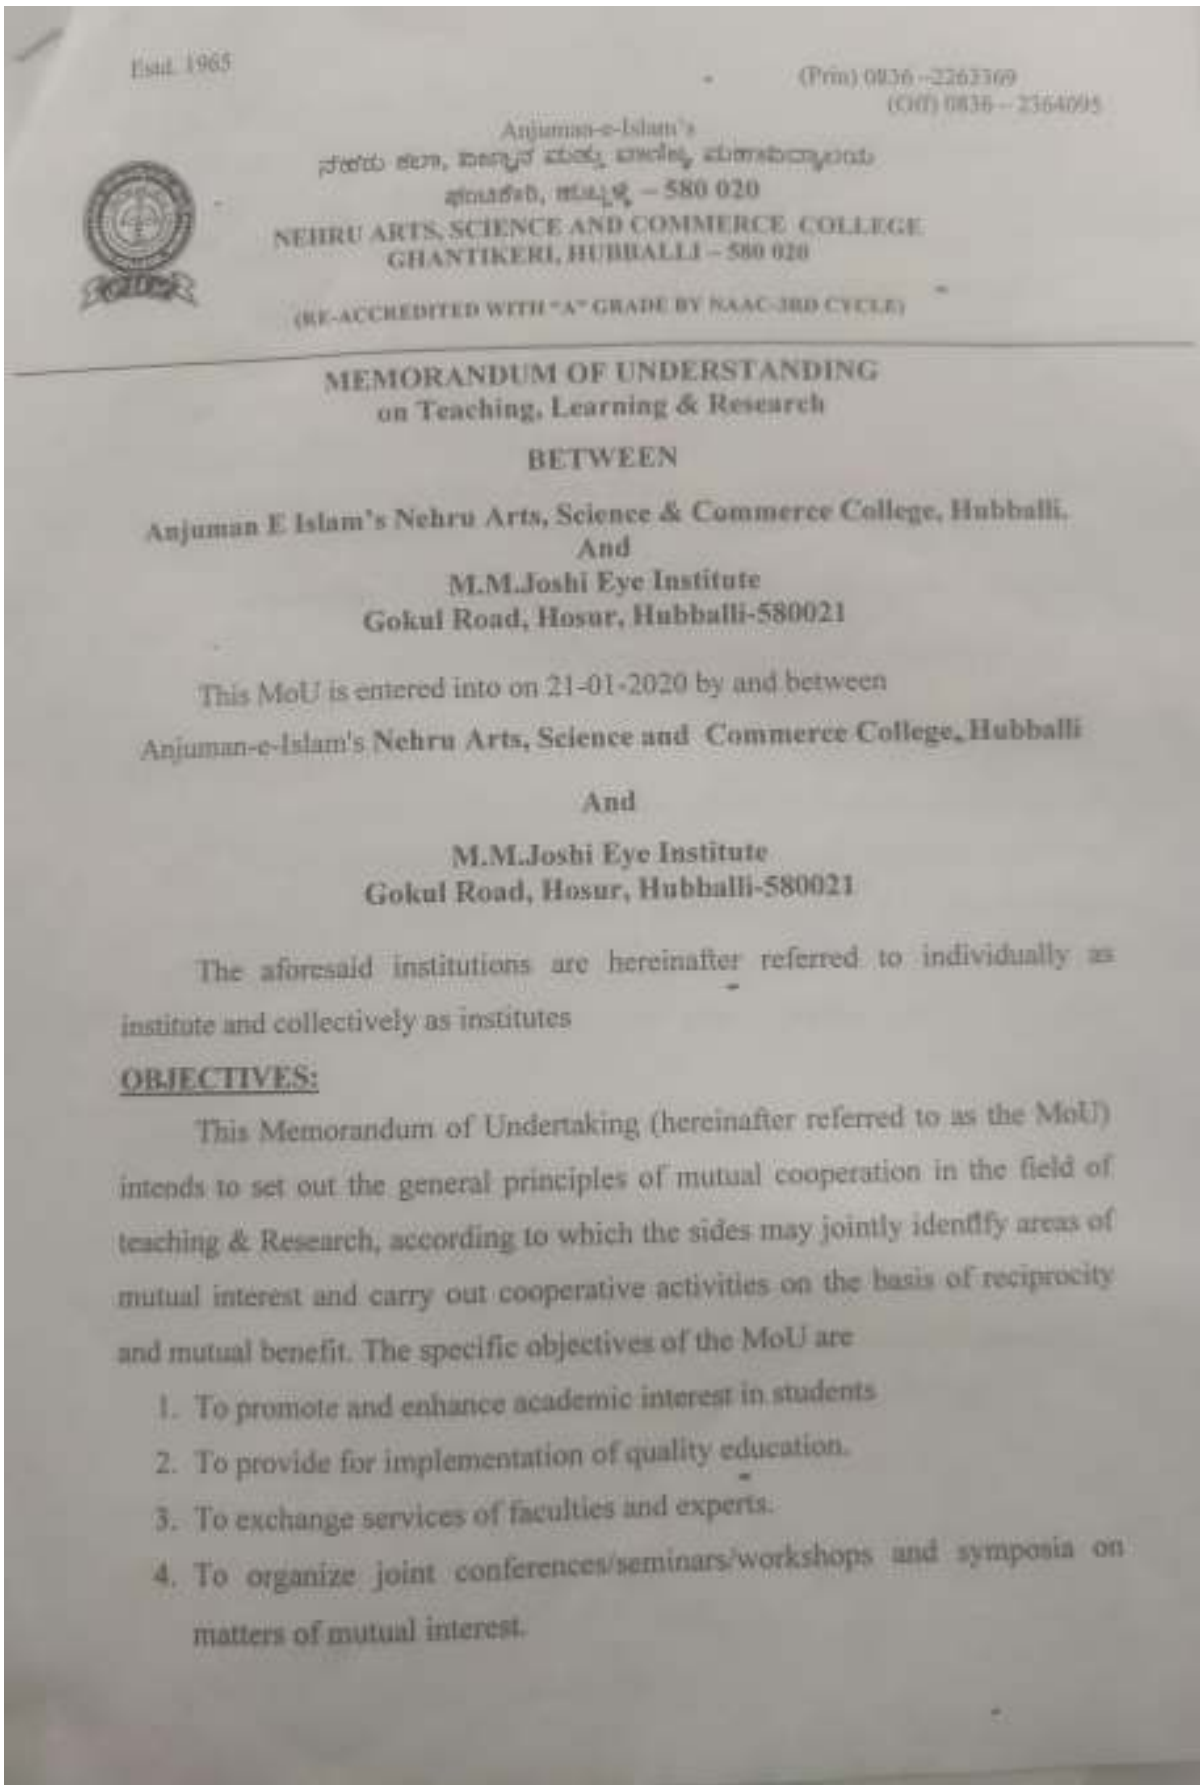 Estd. 1965
(Prin) 0836 –2263369
(Off) 0836 – 2364095
Anjuman-e-Islam's
ನೆಹರು ಕಲಾ, ವಿಜ್ಞಾನ ಮತ್ತು ವಾಣಿಜ್ಯ ಮಹಾವಿದ್ಯಾಲಯ
ಘಂಟಿಕೇರಿ, ಹುಬ್ಬಳ್ಳಿ – 580 020
NEHRU ARTS, SCIENCE AND COMMERCE COLLEGE
GHANTIKERI, HUBBALLI – 580 020
(RE-ACCREDITED WITH "A" GRADE BY NAAC-3RD CYCLE)
MEMORANDUM OF UNDERSTANDING
on Teaching, Learning & Research
BETWEEN
Anjuman E Islam's Nehru Arts, Science & Commerce College, Hubballi.
And
M.M.Joshi Eye Institute
Gokul Road, Hosur, Hubballi-580021
This MoU is entered into on 21-01-2020 by and between
Anjuman-e-Islam's Nehru Arts, Science and Commerce College, Hubballi
And
M.M.Joshi Eye Institute
Gokul Road, Hosur, Hubballi-580021
The aforesaid institutions are hereinafter referred to individually as
institute and collectively as institutes
OBJECTIVES:
This Memorandum of Undertaking (hereinafter referred to as the MoU)
intends to set out the general principles of mutual cooperation in the field of
teaching & Research, according to which the sides may jointly identify areas of
mutual interest and carry out cooperative activities on the basis of reciprocity
and mutual benefit. The specific objectives of the MoU are
1. To promote and enhance academic interest in students
2. To provide for implementation of quality education.
3. To exchange services of faculties and experts.
4. To organize joint conferences/seminars/workshops and symposia on
matters of mutual interest.